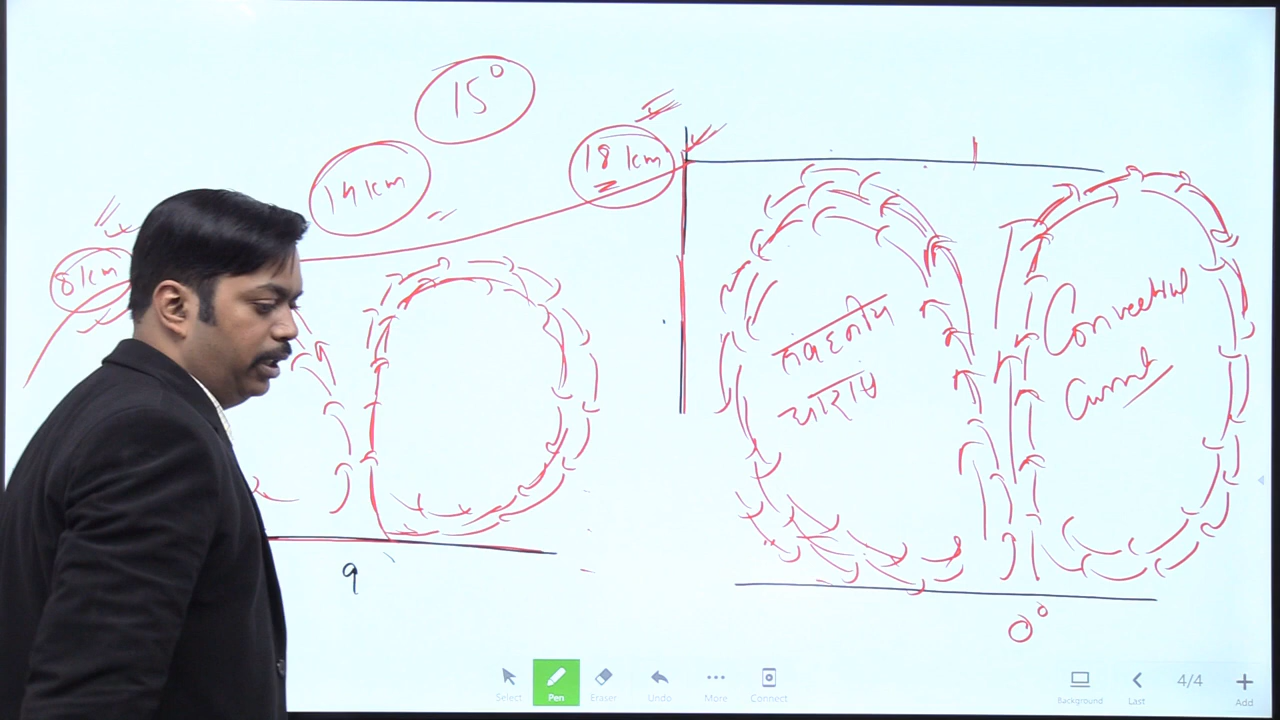 15°
14 km
18 km
8 km
संवहनीय
धाराए
Convectional
Current
9
0°
Select
Pen
Eraser
Undo
More
Connect
Background
Last
4/4
Add